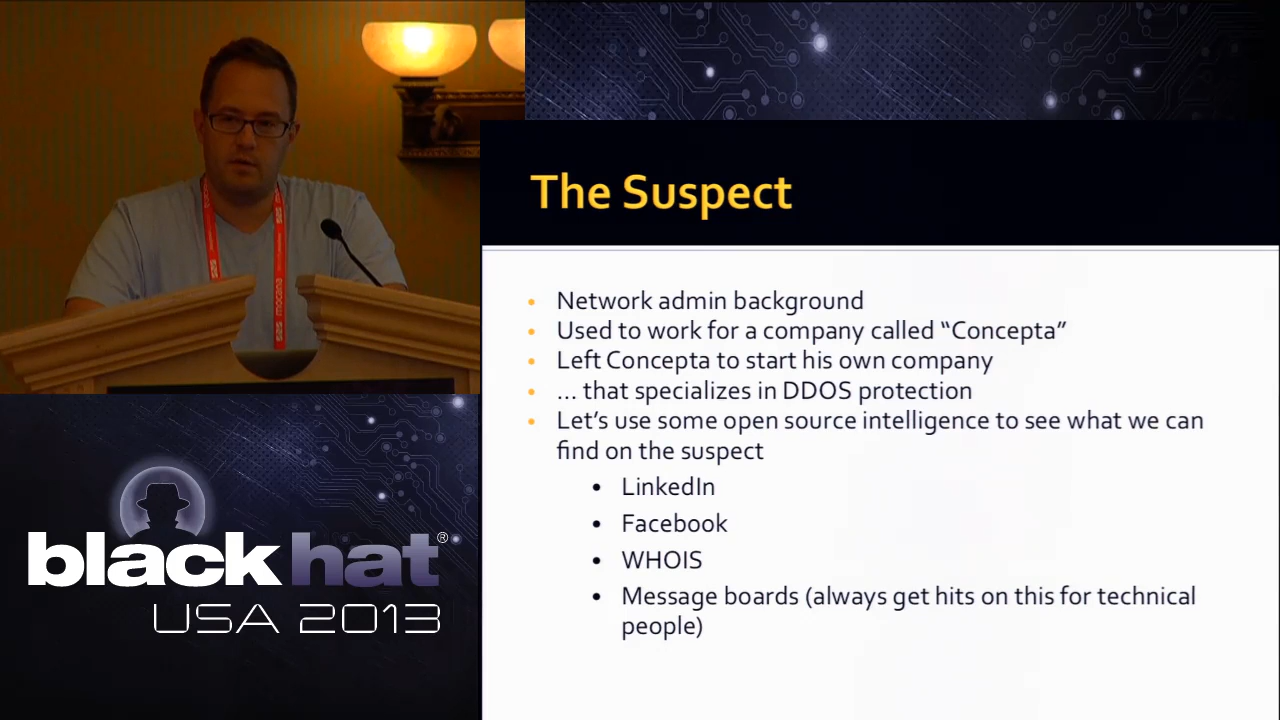 The Suspect
• Network admin background
• Used to work for a company called “Concepta”
• Left Concepta to start his own company
• … that specializes in DDOS protection
• Let’s use some open source intelligence to see what we can
find on the suspect
• LinkedIn
• Facebook
• WHOIS
• Message boards (always get hits on this for technical
people)
blackhat®
USA 2013